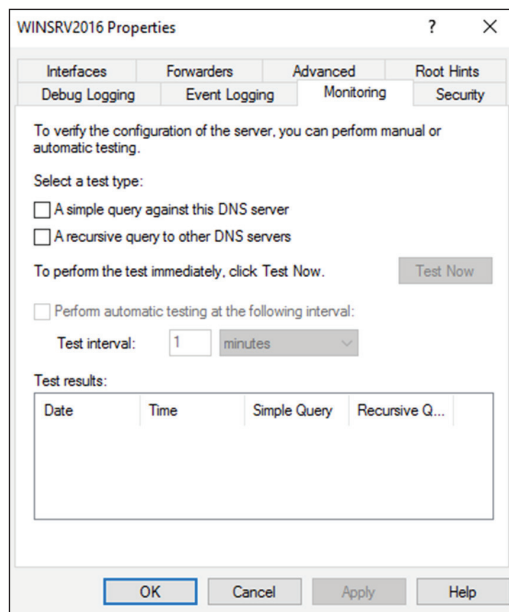 WINSRV2016 Properties ? ×
Interfaces Forwarders Advanced Root Hints
Debug Logging Event Logging Monitoring Security
To verify the configuration of the server, you can perform manual or
automatic testing.
Select a test type:
A simple query against this DNS server
A recursive query to other DNS servers
To perform the test immediately, click Test Now. Test Now
Perform automatic testing at the following interval:
Test interval: 1 minutes
Test results:
Date Time Simple Query Recursive Q...
OK Cancel Apply Help